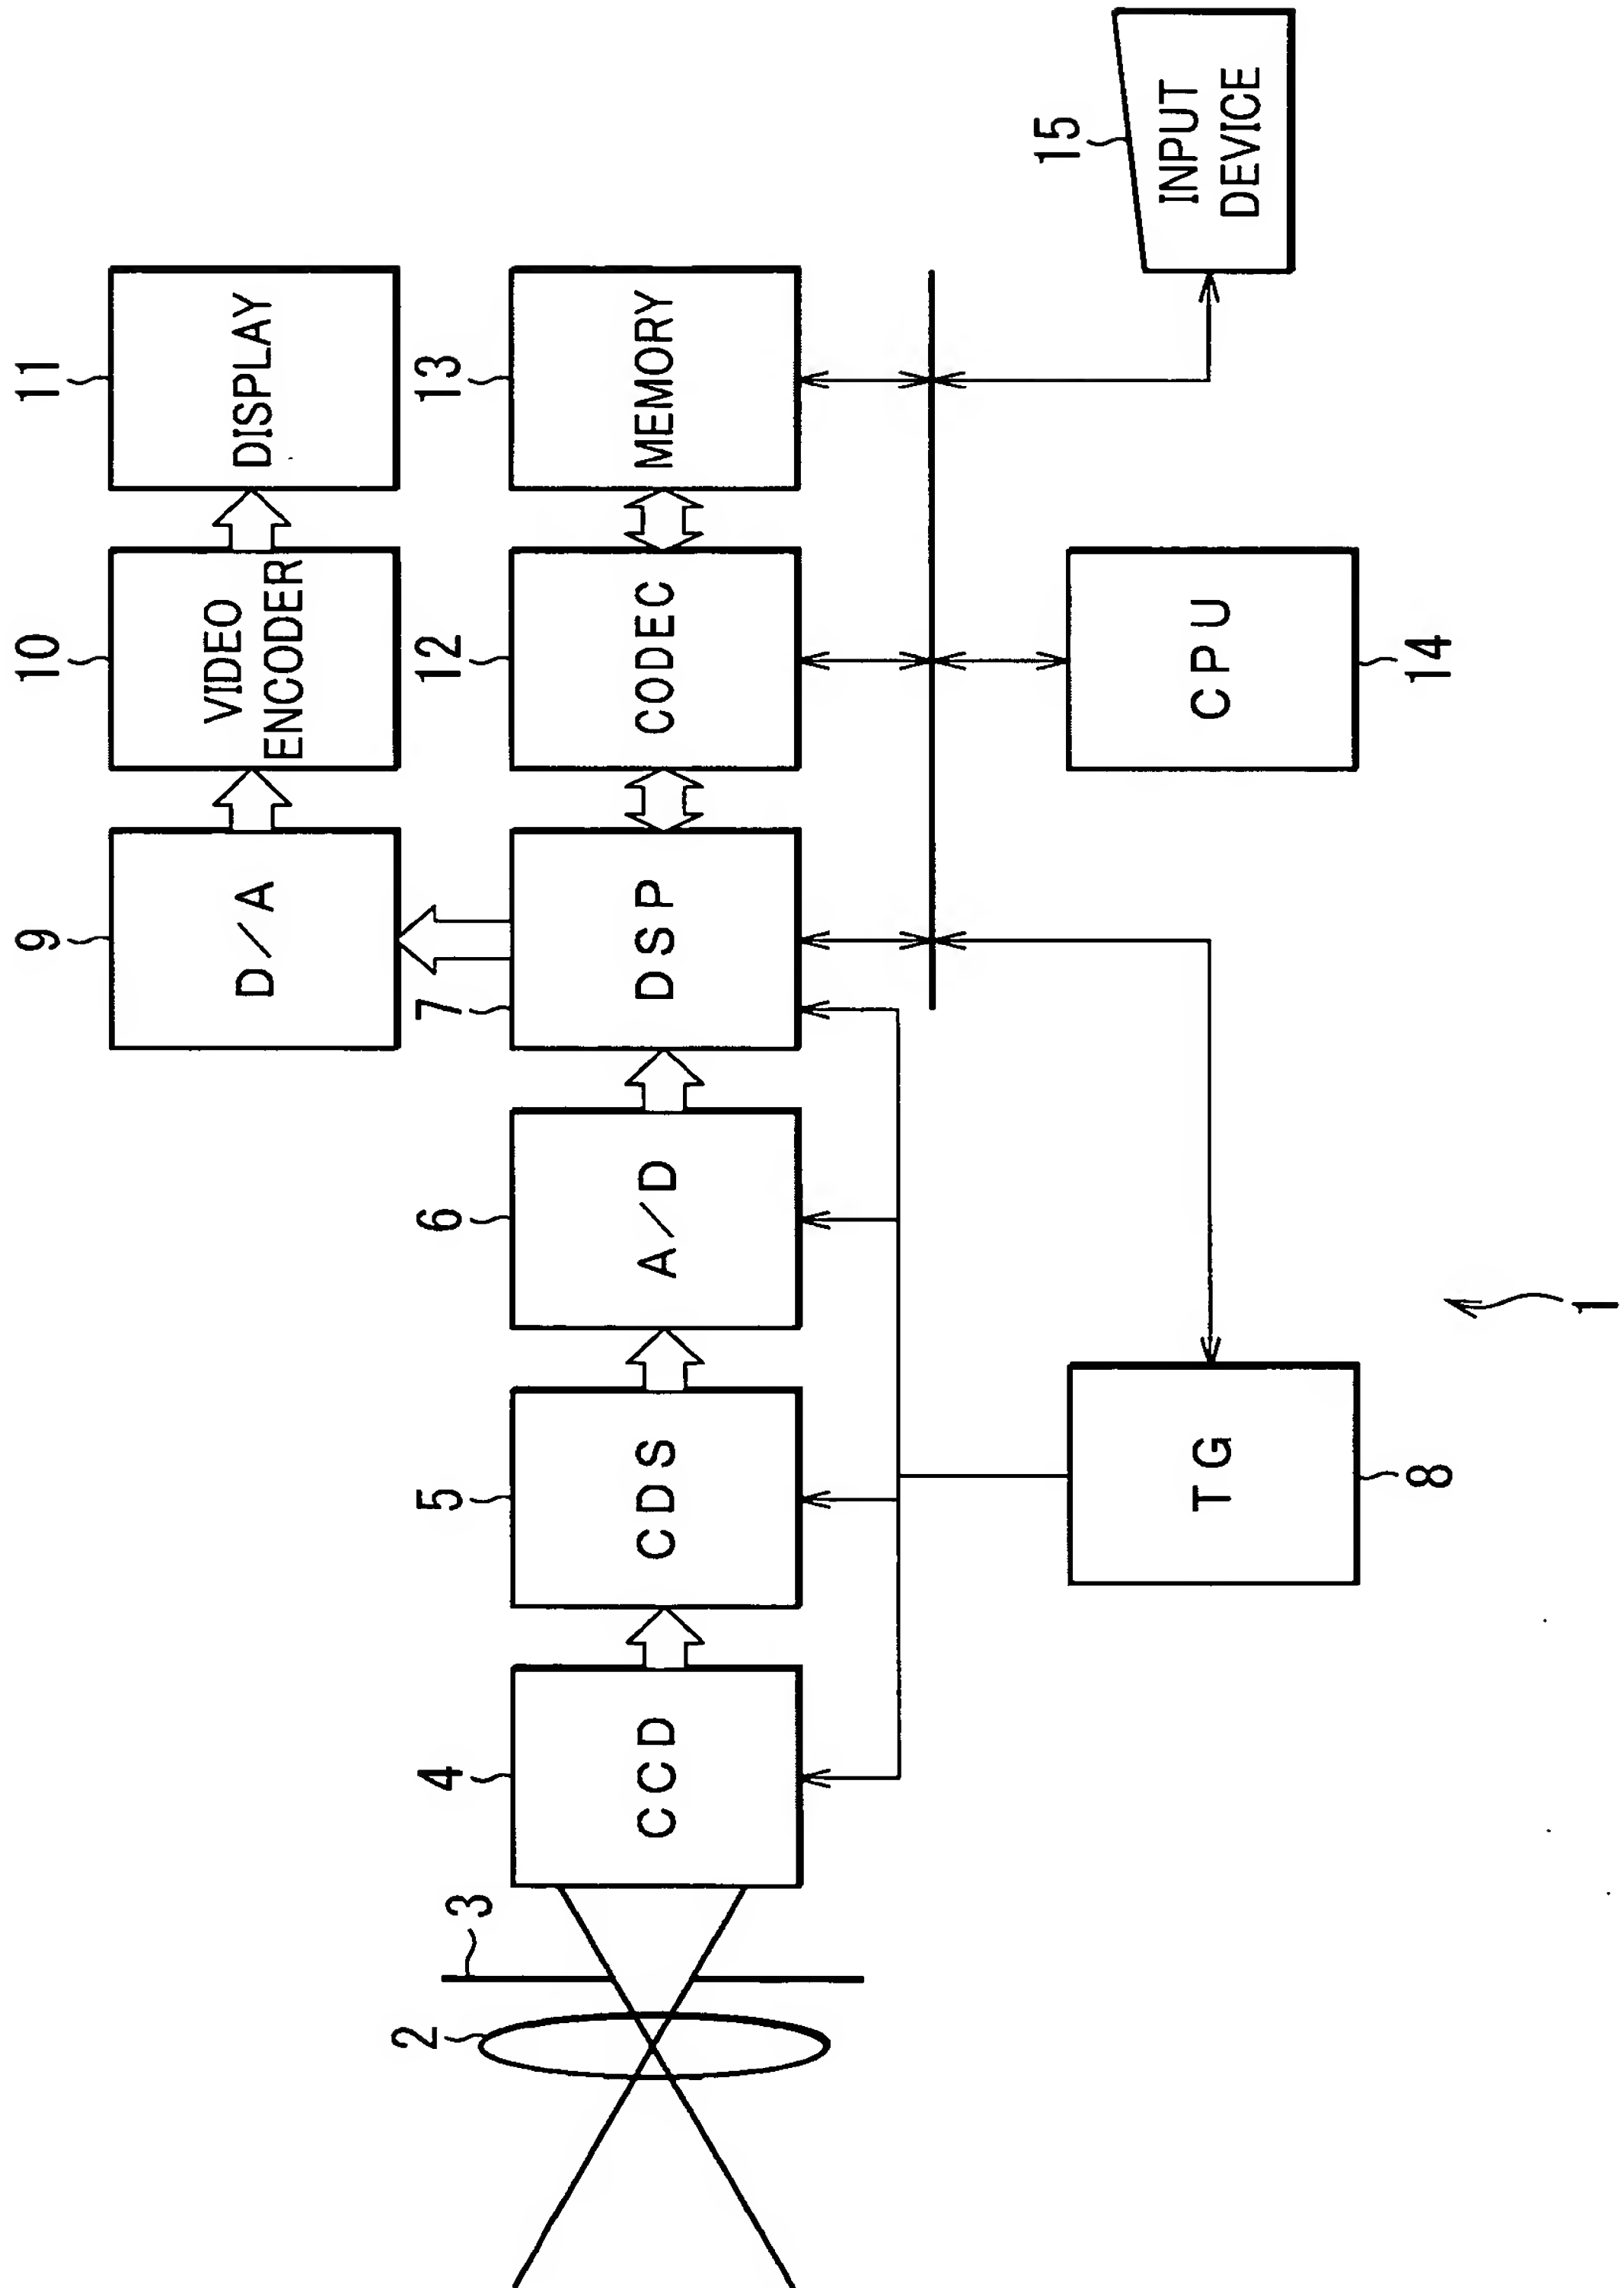 9
10
11
D/A
VIDEO
ENCODER
DISPLAY
2
3
4
5
6
7
12
13
CCD
CDS
A/D
DSP
CODEC
MEMORY
15
INPUT
DEVICE
TG
CPU
8
14
1